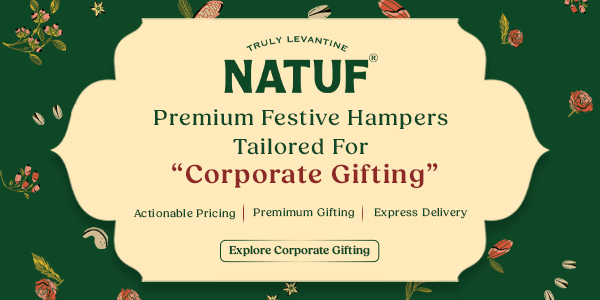 TRULY LEVANTINE
NATUF®
Premium Festive Hampers
Tailored For
“Corporate Gifting”
Actionable Pricing | Premimum Gifting | Express Delivery
Explore Corporate Gifting